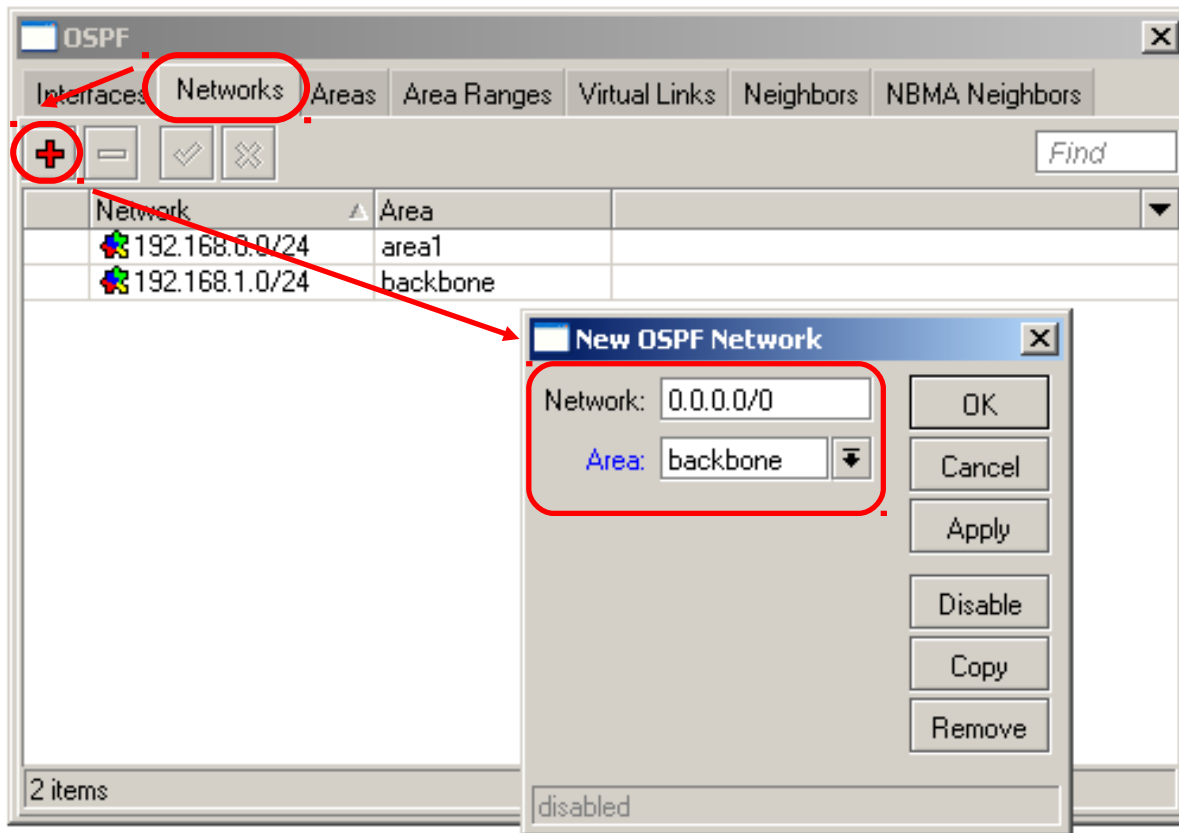 OSPF
Interfaces Networks Areas Area Ranges Virtual Links Neighbors NBMA Neighbors
Find
Network Area
192.168.0.0/24 area1
192.168.1.0/24 backbone
New OSPF Network
Network: 0.0.0.0/0 OK
Area: backbone Cancel
Apply
Disable
Copy
Remove
2 items
disabled